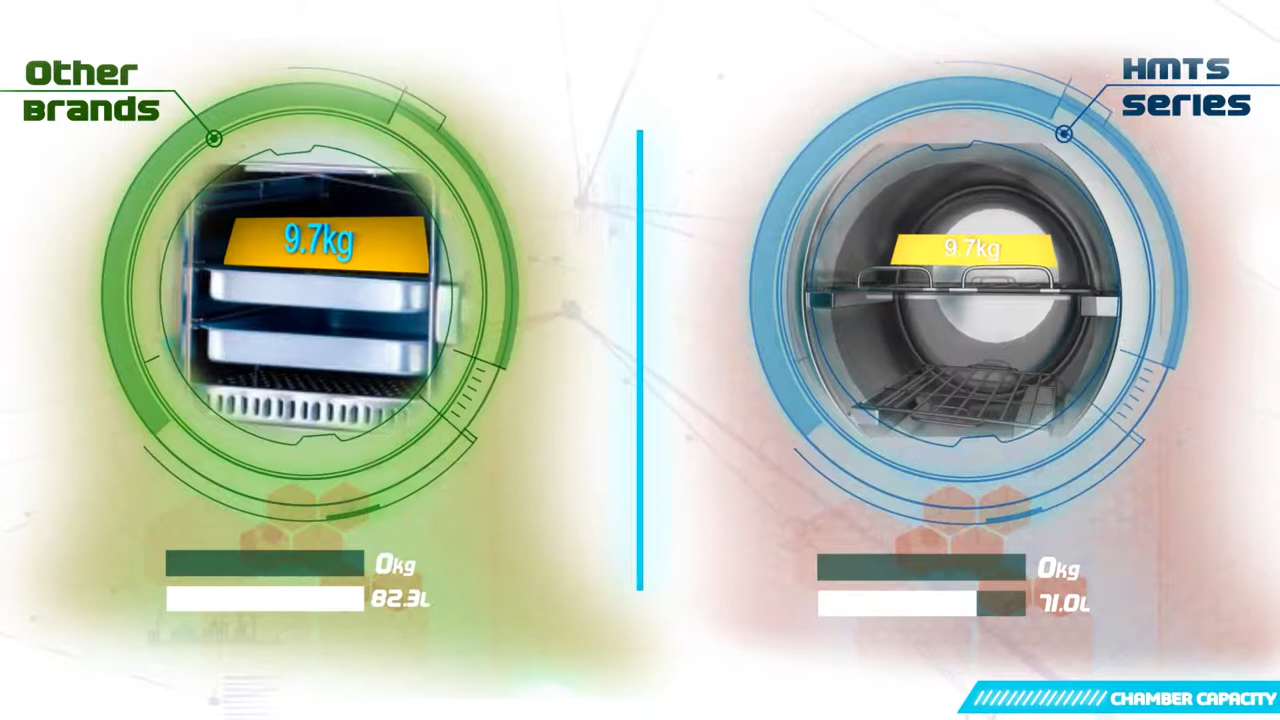 Other
Brands
HMTS
SERIES
9.7kg
9.7kg
0kg
82.3L
0kg
71.0L
CHAMBER CAPACITY